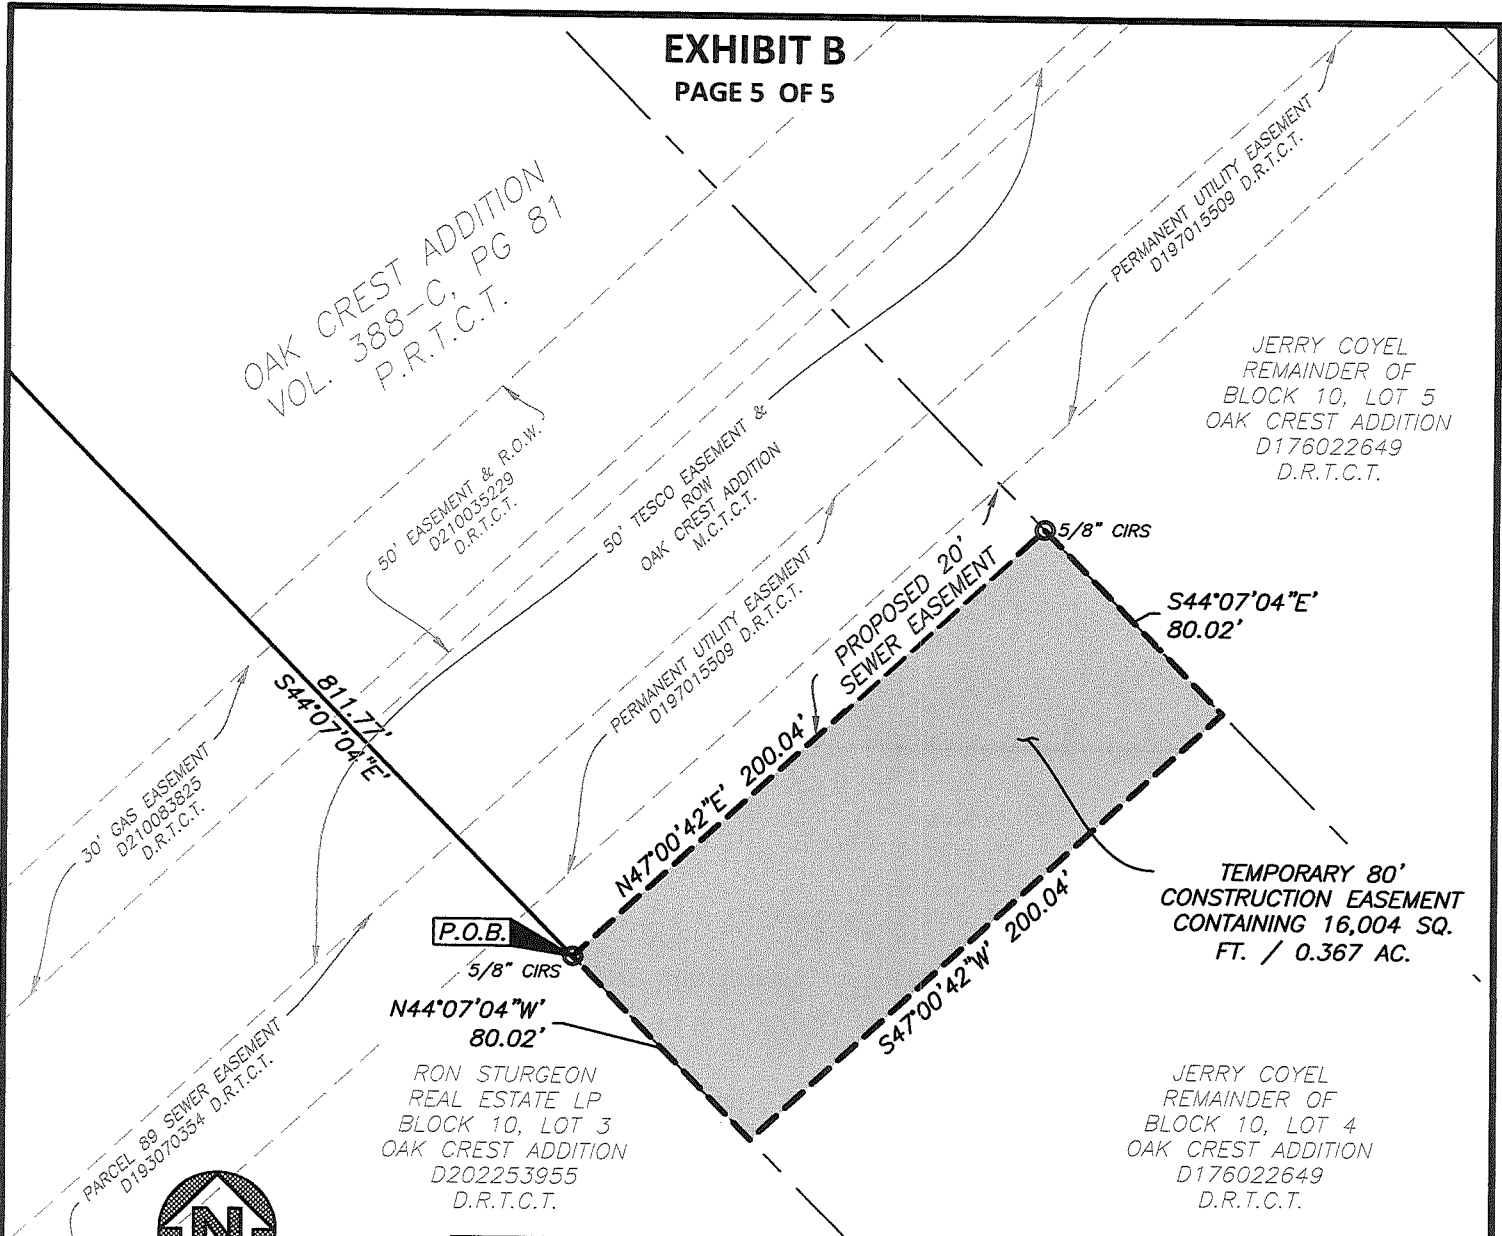 EXHIBIT B
PAGE 5 OF 5
OAK CREST ADDITION
VOL. 388-C, PG 81
P.R.T.C.T.
PERMANENT UTILITY EASEMENT
D197015509 D.R.T.C.T.
JERRY COYEL
REMAINDER OF
BLOCK 10, LOT 5
OAK CREST ADDITION
D176022649
D.R.T.C.T.
50' EASEMENT & R.O.W.
D210035229
D.R.T.C.T.
50' TESCO EASEMENT &
ROW
OAK CREST ADDITION
M.C.T.C.T.
PERMANENT UTILITY EASEMENT
D197015509 D.R.T.C.T.
PROPOSED 20'
SEWER EASEMENT
5/8" CIRS
S44°07'04"E'
80.02'
811.77'
S44°07'04"E'
30' GAS EASEMENT
D210083825
D.R.T.C.T.
N47°00'42"E' 200.04'
TEMPORARY 80'
CONSTRUCTION EASEMENT
CONTAINING 16,004 SQ.
FT. / 0.367 AC.
P.O.B.
5/8" CIRS
S47°00'42"W' 200.04'
N44°07'04"W'
80.02'
PARCEL 89 SEWER EASEMENT
D193070354 D.R.T.C.T.
RON STURGEON
REAL ESTATE LP
BLOCK 10, LOT 3
OAK CREST ADDITION
D202253955
D.R.T.C.T.
JERRY COYEL
REMAINDER OF
BLOCK 10, LOT 4
OAK CREST ADDITION
D176022649
D.R.T.C.T.
N